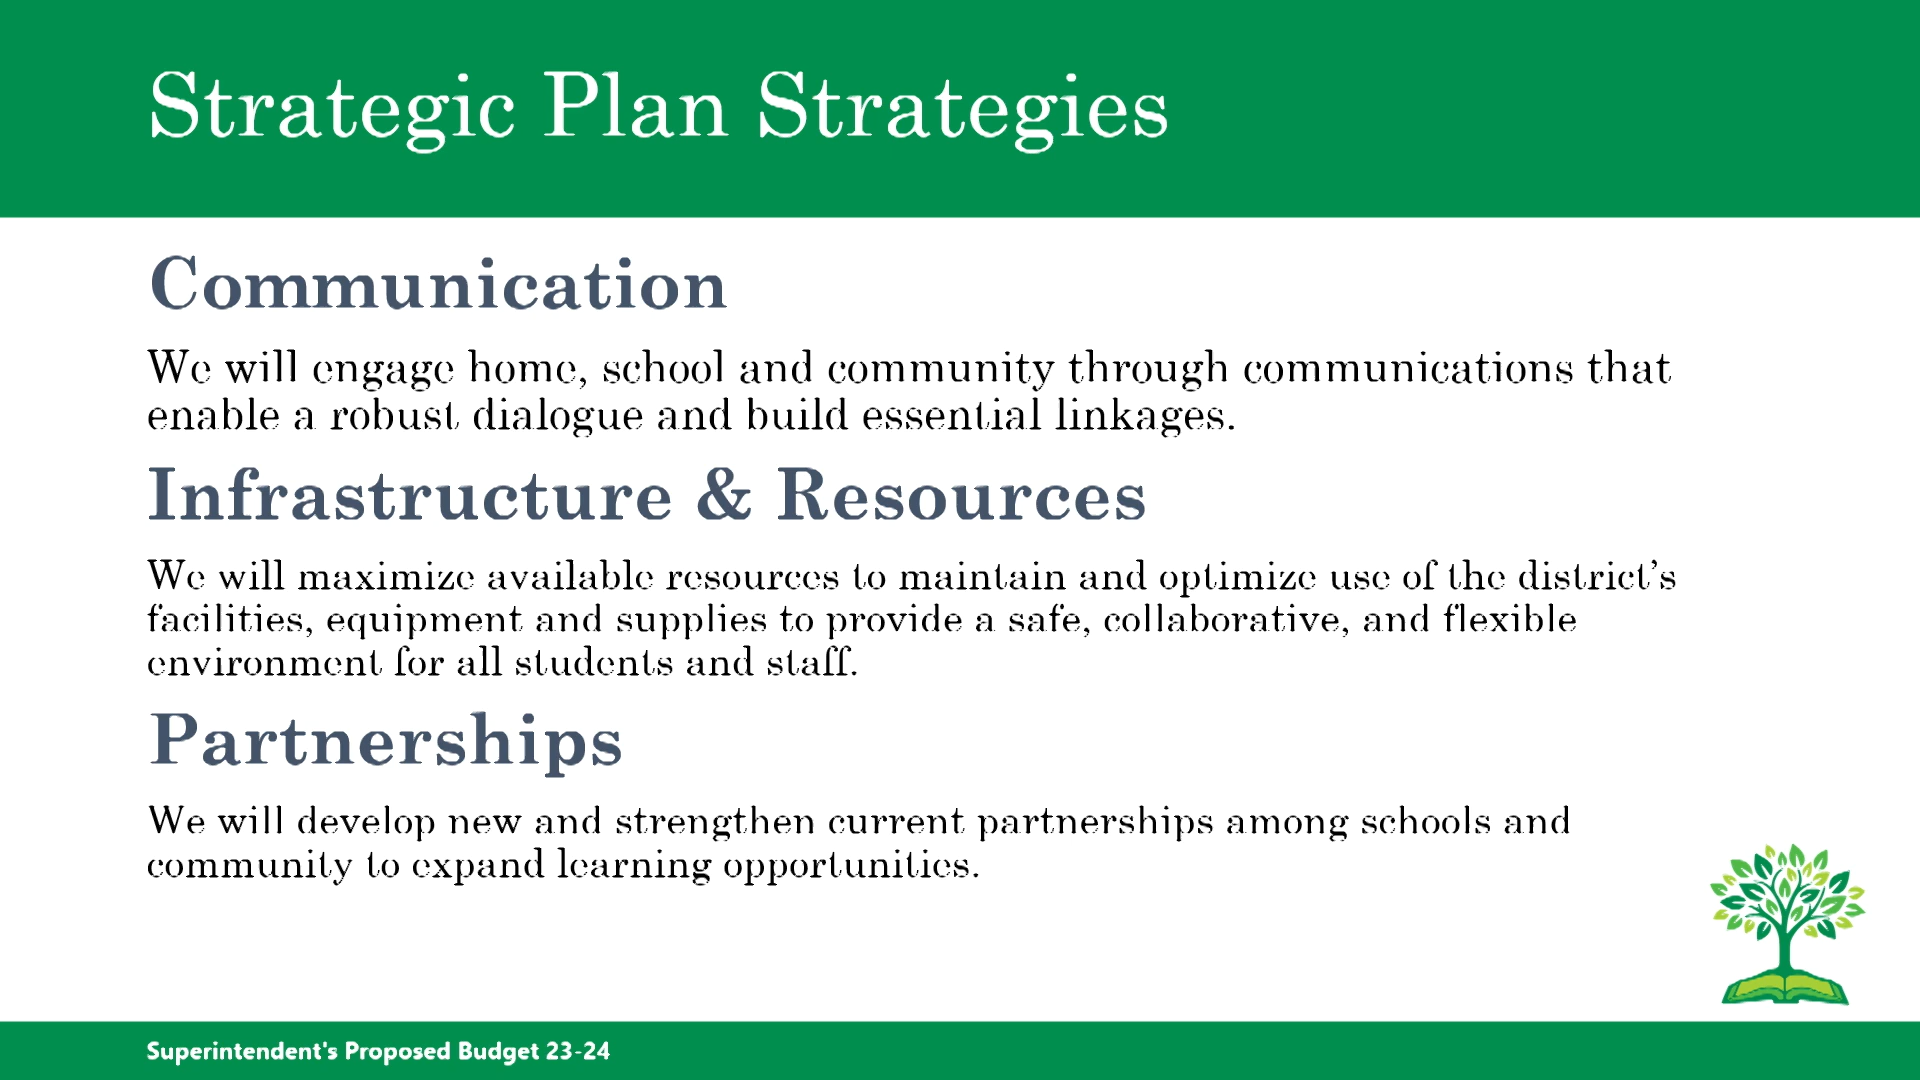 Strategic Plan Strategies
Communication
We will engage home, school and community through communications that
enable a robust dialogue and build essential linkages.
Infrastructure & Resources
We will maximize available resources to maintain and optimize use of the district’s
facilities, equipment and supplies to provide a safe, collaborative, and flexible
environment for all students and staff.
Partnerships
We will develop new and strengthen current partnerships among schools and
community to expand learning opportunities.
Superintendent's Proposed Budget 23-24